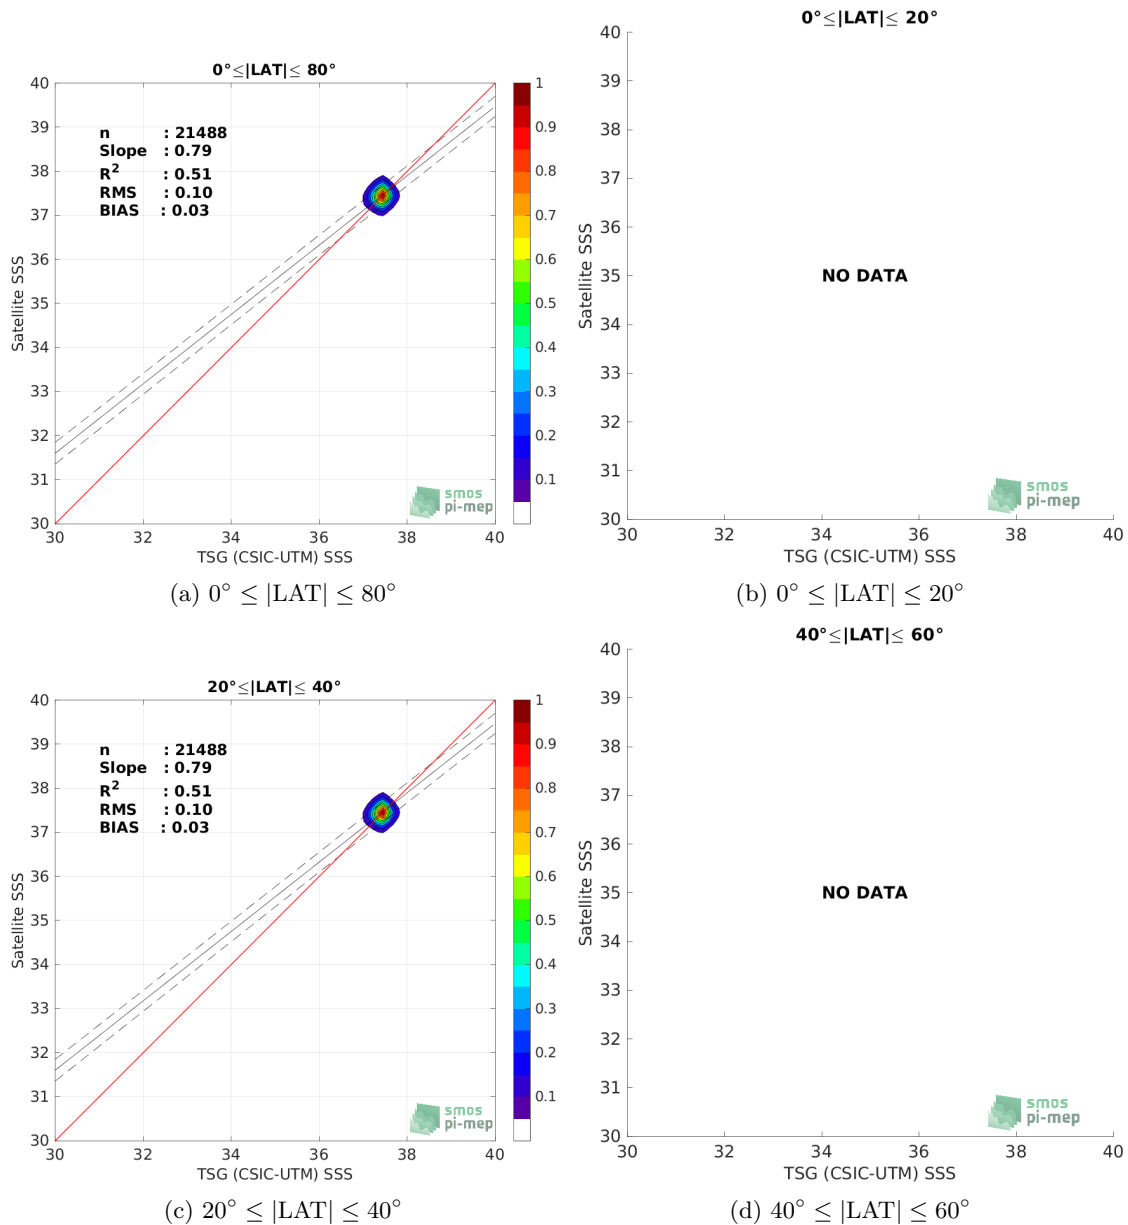 0°≤|LAT|≤ 80°
40
39
38
37
36
35
34
33
32
31
30
Satellite SSS
n : 21488
Slope : 0.79
R² : 0.51
RMS : 0.10
BIAS : 0.03
smos
pi-mep
30 32 34 36 38 40
TSG (CSIC-UTM) SSS
1
0.9
0.8
0.7
0.6
0.5
0.4
0.3
0.2
0.1
(a) 0° ≤ |LAT| ≤ 80°
0°≤|LAT|≤ 20°
40
39
38
37
36
35
34
33
32
31
30
Satellite SSS
NO DATA
smos
pi-mep
30 32 34 36 38 40
TSG (CSIC-UTM) SSS
(b) 0° ≤ |LAT| ≤ 20°
20°≤|LAT|≤ 40°
40
39
38
37
36
35
34
33
32
31
30
Satellite SSS
n : 21488
Slope : 0.79
R² : 0.51
RMS : 0.10
BIAS : 0.03
smos
pi-mep
30 32 34 36 38 40
TSG (CSIC-UTM) SSS
1
0.9
0.8
0.7
0.6
0.5
0.4
0.3
0.2
0.1
(c) 20° ≤ |LAT| ≤ 40°
40°≤|LAT|≤ 60°
40
39
38
37
36
35
34
33
32
31
30
Satellite SSS
NO DATA
smos
pi-mep
30 32 34 36 38 40
TSG (CSIC-UTM) SSS
(d) 40° ≤ |LAT| ≤ 60°